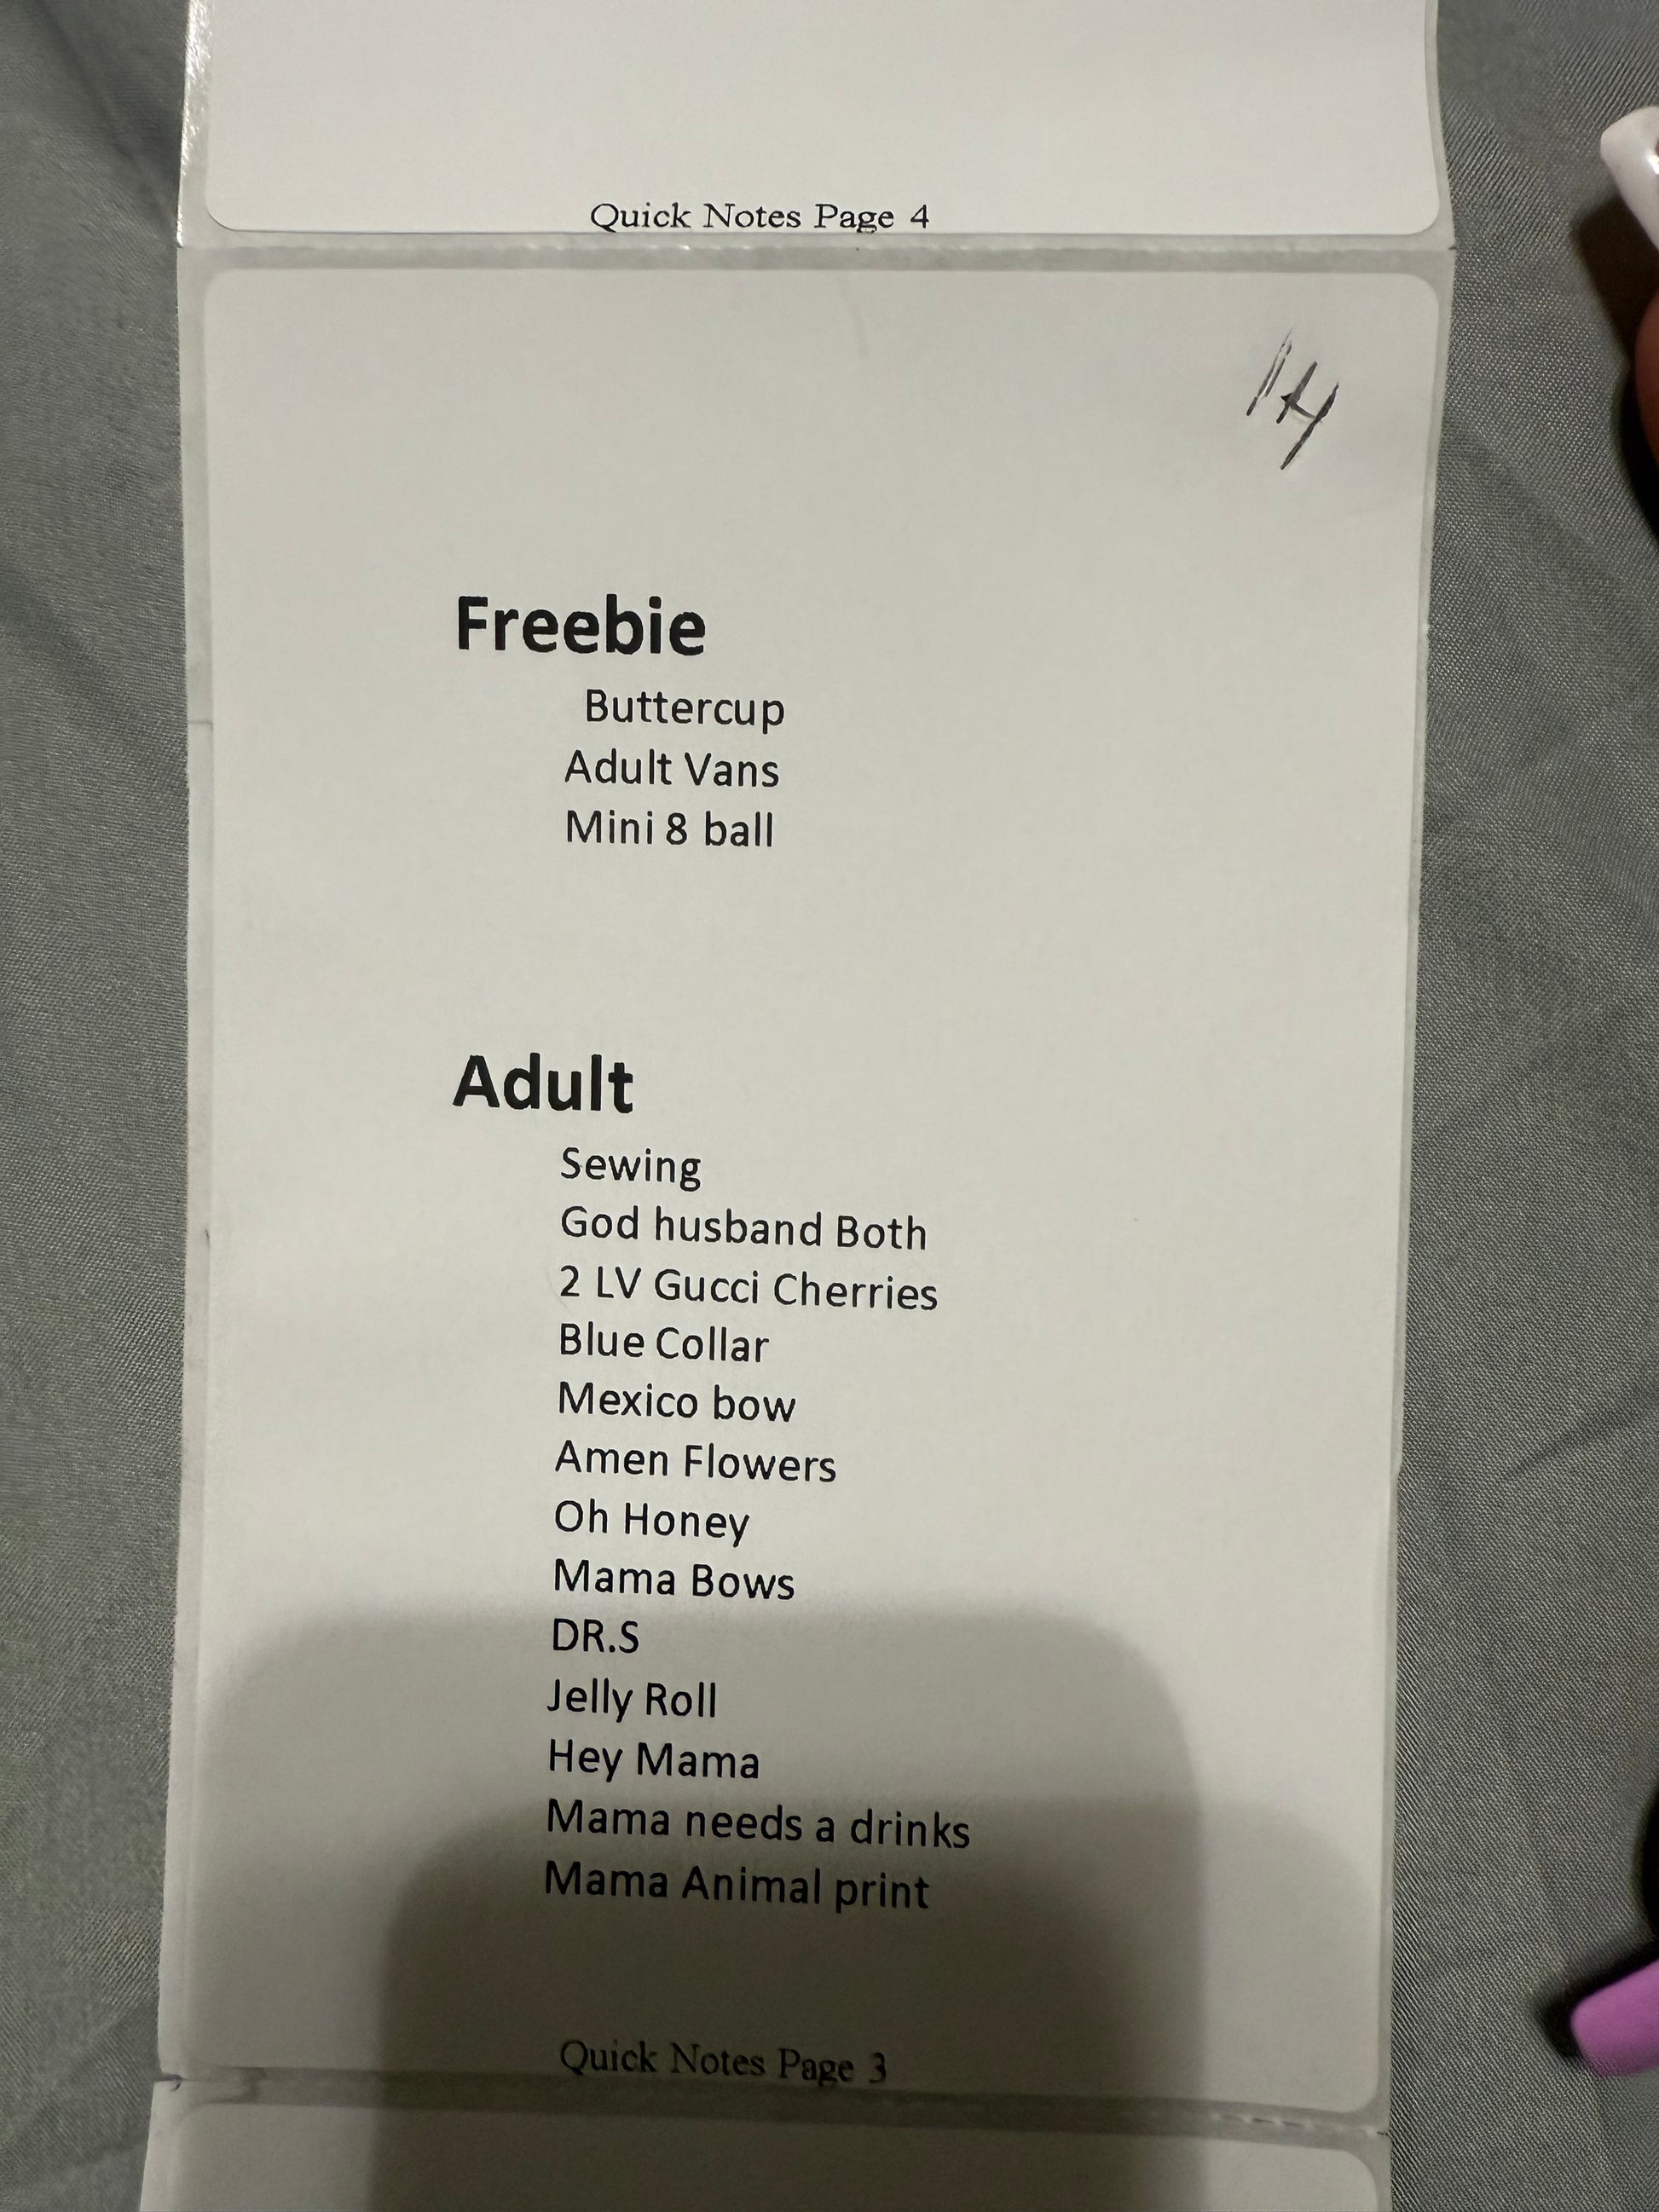 Quick Notes Page 4
14
Freebie
Buttercup
Adult Vans
Mini 8 ball
Adult
Sewing
God husband Both
2 LV Gucci Cherries
Blue Collar
Mexico bow
Amen Flowers
Oh Honey
Mama Bows
DR.S
Jelly Roll
Hey Mama
Mama needs a drinks
Mama Animal print
Quick Notes Page 3